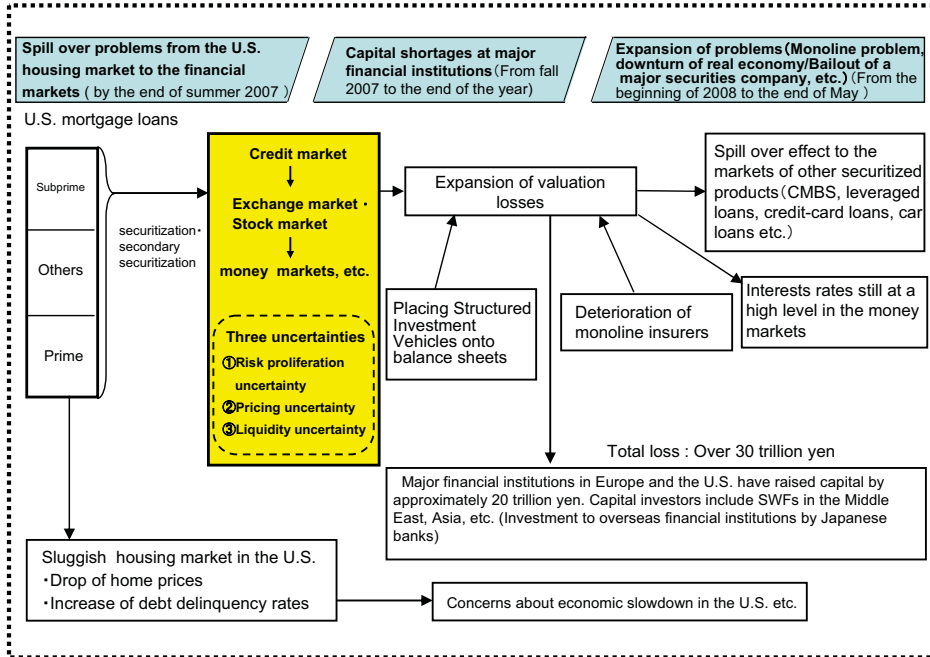 Spill over problems from the U.S.
housing market to the financial
markets ( by the end of summer 2007 )
Capital shortages at major
financial institutions（From fall
2007 to the end of the year)
Expansion of problems（Monoline problem,
downturn of real economy/Bailout of a
major securities company, etc.）(From the
beginning of 2008 to the end of May )
U.S. mortgage loans
Subprime
Others
Prime
securitization・
secondary
securitization
Credit market
Exchange market・
Stock market
money markets, etc.
Three uncertainties
①Risk proliferation
uncertainty
②Pricing uncertainty
③Liquidity uncertainty
Expansion of valuation
losses
Spill over effect to the
markets of other securitized
products（CMBS, leveraged
loans, credit-card loans, car
loans etc.）
Placing Structured
Investment
Vehicles onto
balance sheets
Deterioration of
monoline insurers
Interests rates still at a
high level in the money
markets
Total loss : Over 30 trillion yen
Major financial institutions in Europe and the U.S. have raised capital by
approximately 20 trillion yen. Capital investors include SWFs in the Middle
East, Asia, etc. (Investment to overseas financial institutions by Japanese
banks)
Sluggish housing market in the U.S.
・Drop of home prices
・Increase of debt delinquency rates
Concerns about economic slowdown in the U.S. etc.